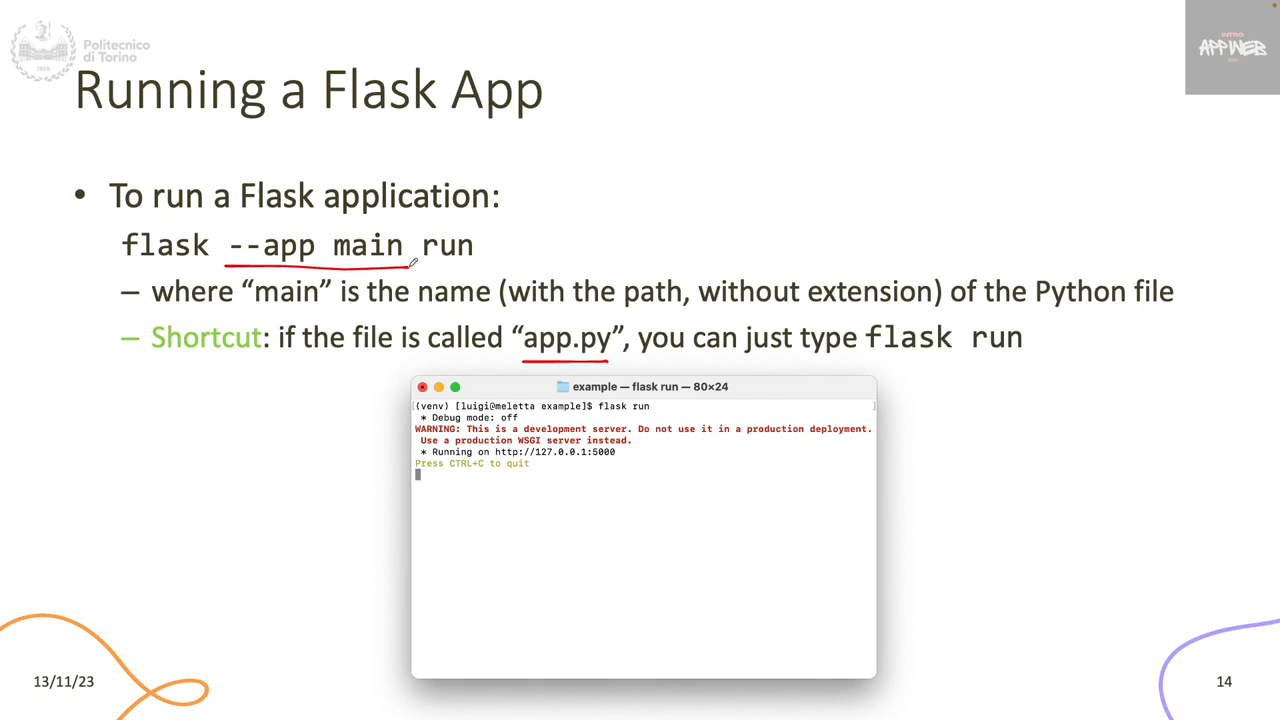 Politecnico
di Torino
1859
INTRO
APPWEB
Running a Flask App
• To run a Flask application:
flask --app main run
– where “main” is the name (with the path, without extension) of the Python file
– Shortcut: if the file is called “app.py”, you can just type flask run
example — flask run — 80×24
(venv) [luigi@meletta example]$ flask run
* Debug mode: off
WARNING: This is a development server. Do not use it in a production deployment.
Use a production WSGI server instead.
* Running on http://127.0.0.1:5000
Press CTRL+C to quit
13/11/23
14